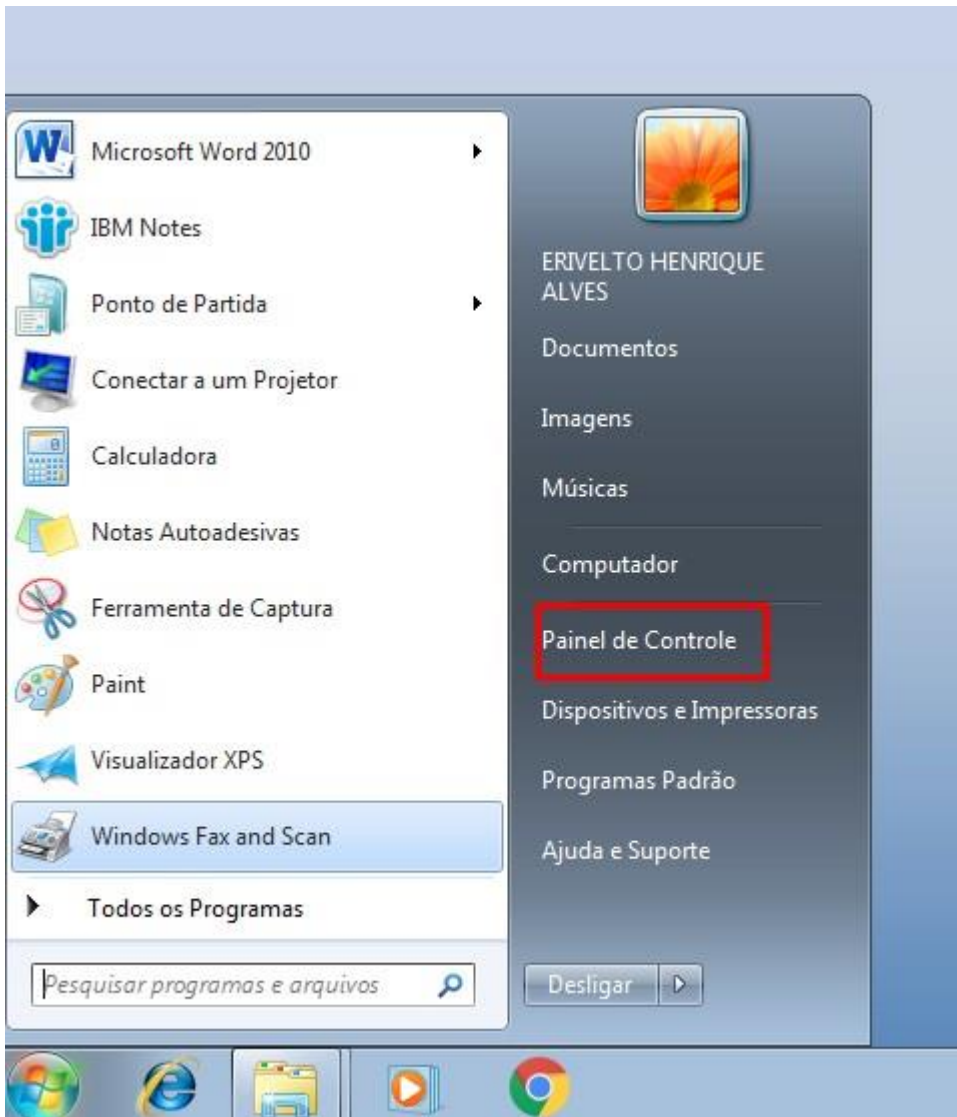 Microsoft Word 2010
IBM Notes
Ponto de Partida
Conectar a um Projetor
Calculadora
Notas Autoadesivas
Ferramenta de Captura
Paint
Visualizador XPS
Windows Fax and Scan
Todos os Programas
Pesquisar programas e arquivos
ERIVELTO HENRIQUE
ALVES
Documentos
Imagens
Músicas
Computador
Painel de Controle
Dispositivos e Impressoras
Programas Padrão
Ajuda e Suporte
Desligar